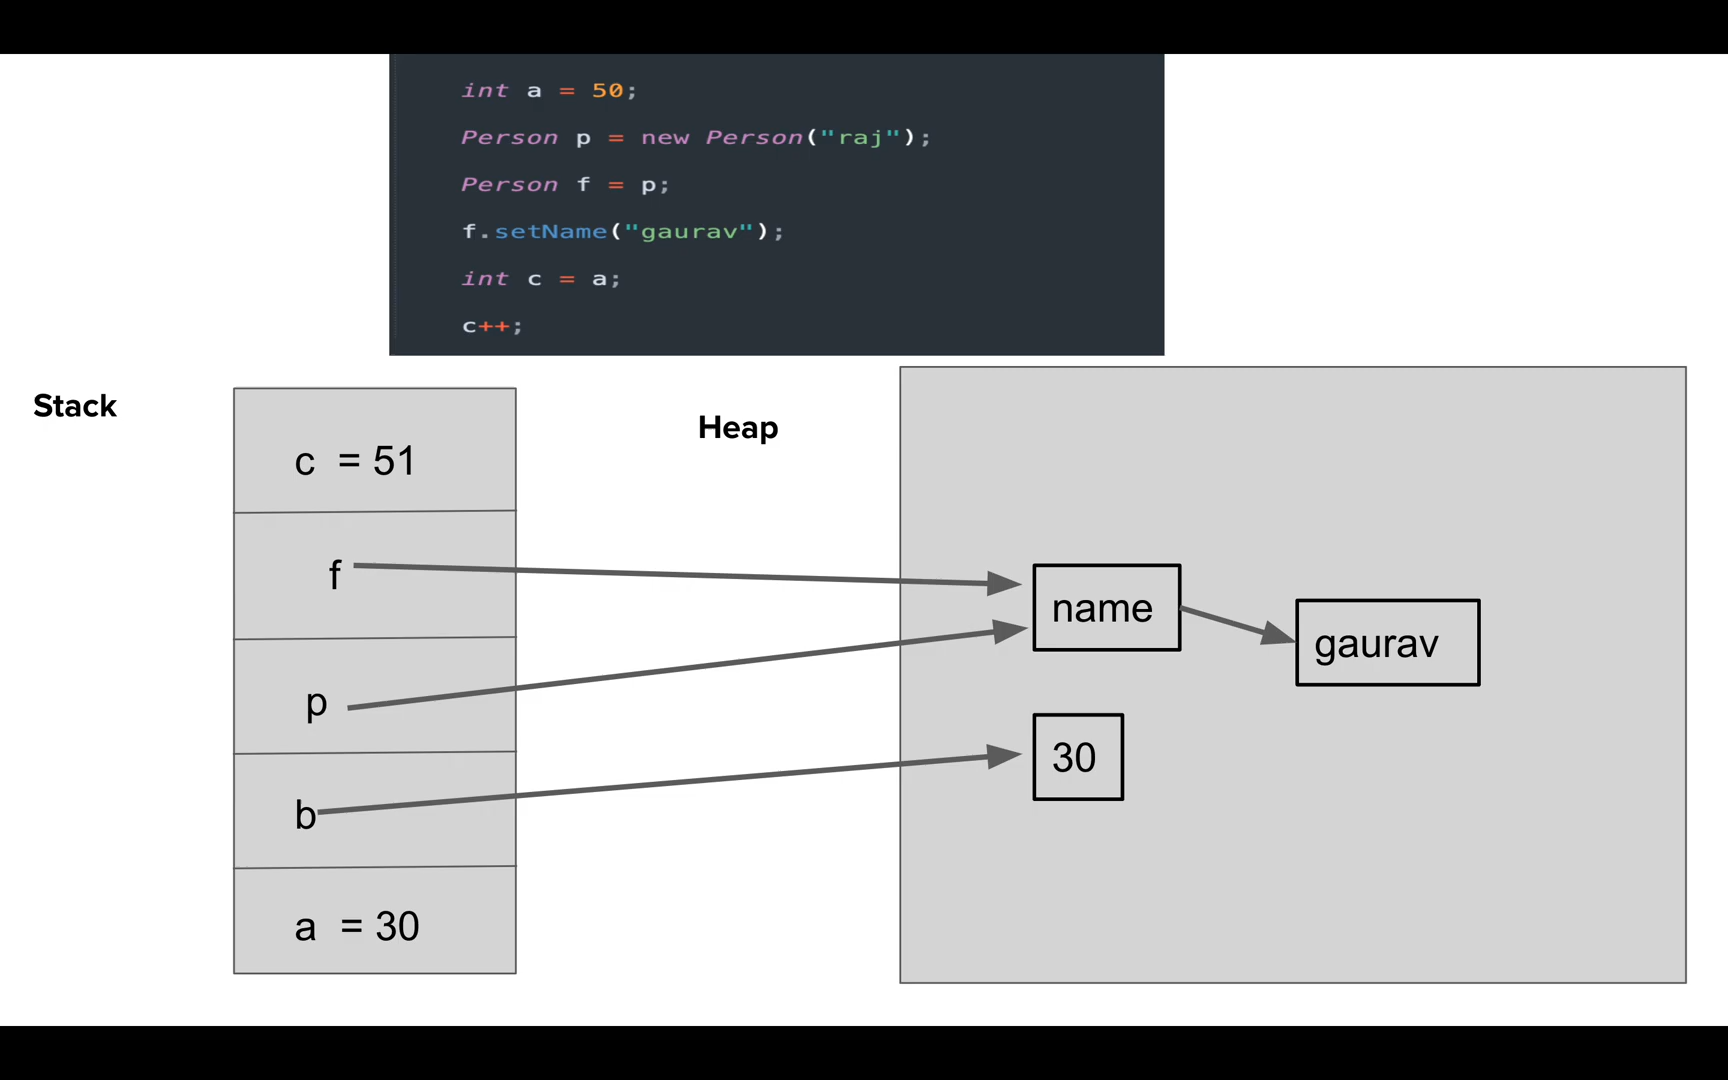 int a = 50;
Person p = new Person("raj");
Person f = p;
f.setName("gaurav");
int c = a;
c++;
Stack
Heap
c = 51
f
name
gaurav
p
30
b
a = 30